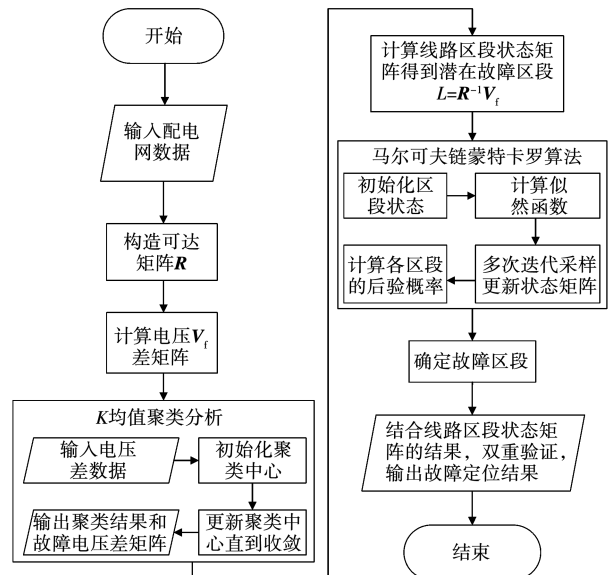 开始
输入配电
网数据
构造可达
矩阵R
计算电压Vf
差矩阵
K均值聚类分析
输入电压
差数据
初始化聚
类中心
更新聚类中
心直到收敛
输出聚类结果和
故障电压差矩阵
计算线路区段状态矩
阵得到潜在故障区段
L=R⁻¹Vf
马尔可夫链蒙特卡罗算法
初始化区
段状态
计算似
然函数
多次迭代采样
更新状态矩阵
计算各区段
的后验概率
确定故障区段
结合线路区段状态矩
阵的结果，双重验证，
输出故障定位结果
结束